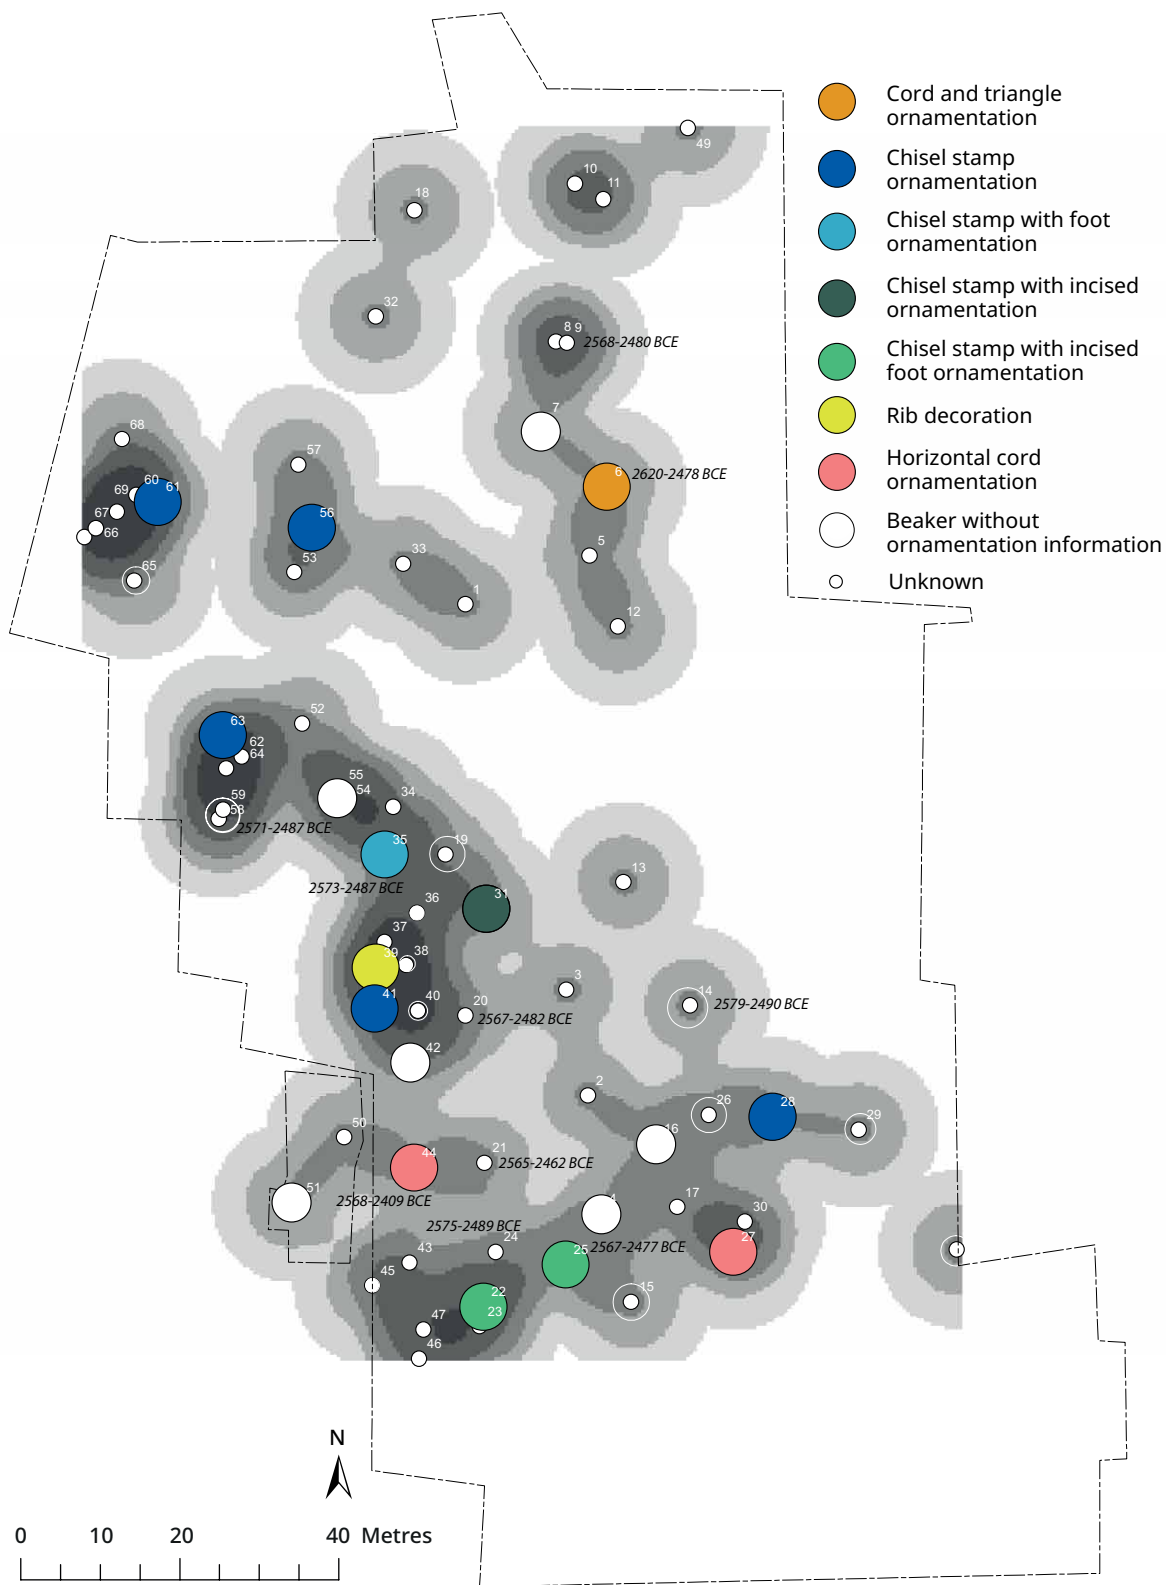 Cord and triangle
ornamentation
Chisel stamp
ornamentation
Chisel stamp with foot
ornamentation
Chisel stamp with incised
ornamentation
Chisel stamp with incised
foot ornamentation
Rib decoration
Horizontal cord
ornamentation
Beaker without
ornamentation information
Unknown
49
10
11
18
32
8 9
2568-2480 BCE
7
6
2620-2478 BCE
68
57
60
69
61
67
66
56
5
33
53
65
1
12
63
52
62
64
55
54
34
59
58
2571-2487 BCE
35
19
13
2573-2487 BCE
31
36
37
39
38
3
41
40
20
2567-2482 BCE
14
2579-2490 BCE
42
2
26
28
29
50
16
44
21
2565-2462 BCE
51
2568-2409 BCE
4
17
30
2575-2489 BCE
24
25
2567-2477 BCE
27
43
45
22
23
15
47
46
N
0 10 20 40 Metres